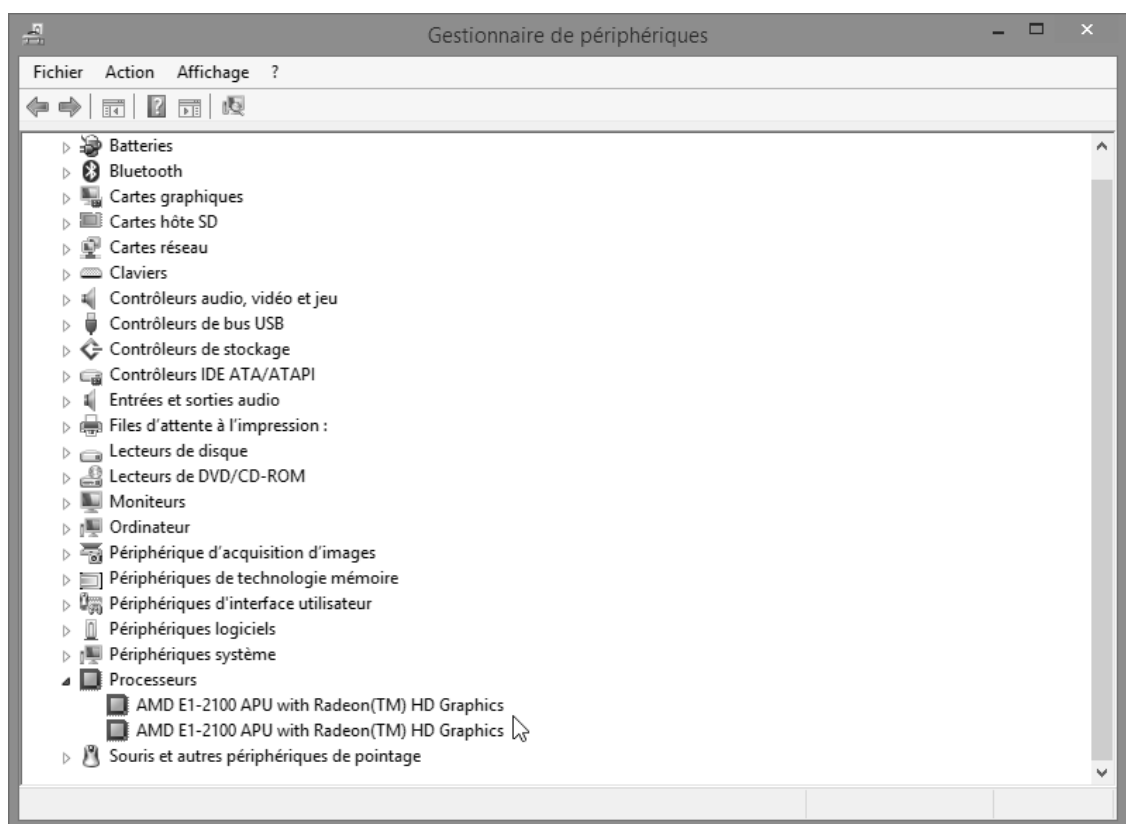 Gestionnaire de périphériques
Fichier Action Affichage ?
Batteries
Bluetooth
Cartes graphiques
Cartes hôte SD
Cartes réseau
Claviers
Contrôleurs audio, vidéo et jeu
Contrôleurs de bus USB
Contrôleurs de stockage
Contrôleurs IDE ATA/ATAPI
Entrées et sorties audio
Files d'attente à l'impression :
Lecteurs de disque
Lecteurs de DVD/CD-ROM
Moniteurs
Ordinateur
Périphérique d'acquisition d'images
Périphériques de technologie mémoire
Périphériques d'interface utilisateur
Périphériques logiciels
Périphériques système
Processeurs
AMD E1-2100 APU with Radeon(TM) HD Graphics
AMD E1-2100 APU with Radeon(TM) HD Graphics
Souris et autres périphériques de pointage